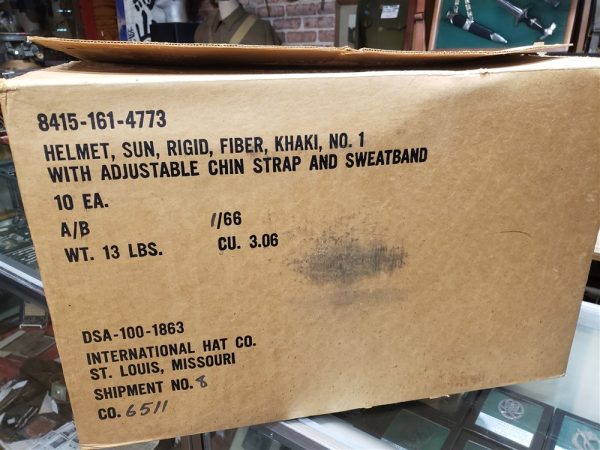 8415-161-4773
HELMET, SUN, RIGID, FIBER, KHAKI, NO. 1
WITH ADJUSTABLE CHIN STRAP AND SWEATBAND
10 EA.
A/B 1/66
WT. 13 LBS. CU. 3.06
DSA-100-1863
INTERNATIONAL HAT CO.
ST. LOUIS, MISSOURI
SHIPMENT NO. 8
CO. 6511